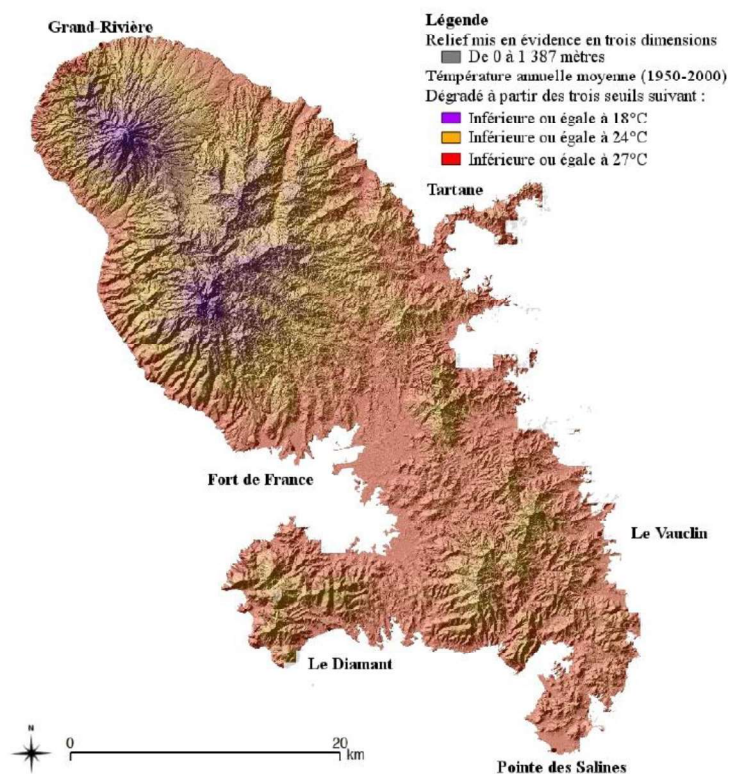 Grand-Rivière
Légende
Relief mis en évidence en trois dimensions
De 0 à 1 387 mètres
Témpérature annuelle moyenne (1950-2000)
Dégradé à partir des trois seuils suivant :
Inférieure ou égale à 18°C
Inférieure ou égale à 24°C
Inférieure ou égale à 27°C
Tartane
Fort de France
Le Vauclin
Le Diamant
N
0 20
km
Pointe des Salines